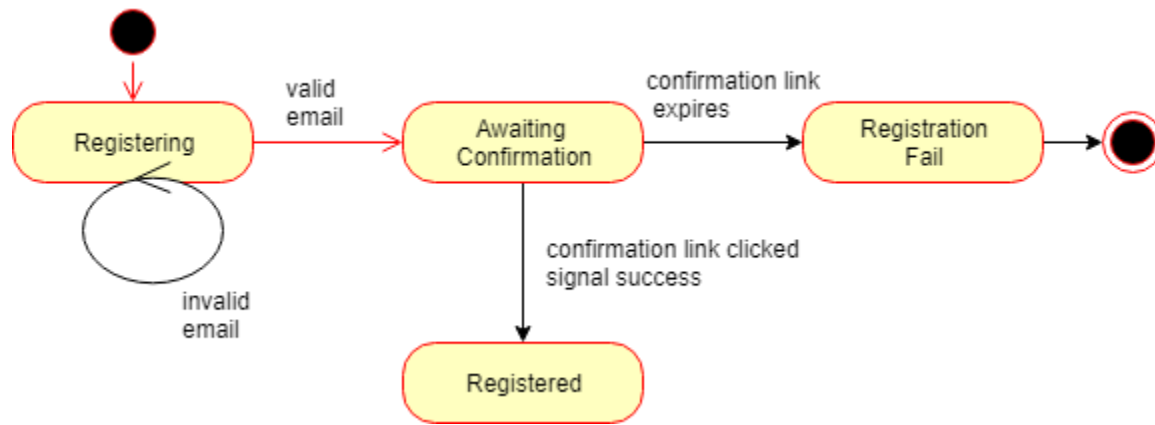 Registering
valid
email
Awaiting
Confirmation
confirmation link
expires
Registration
Fail
invalid
email
confirmation link clicked
signal success
Registered